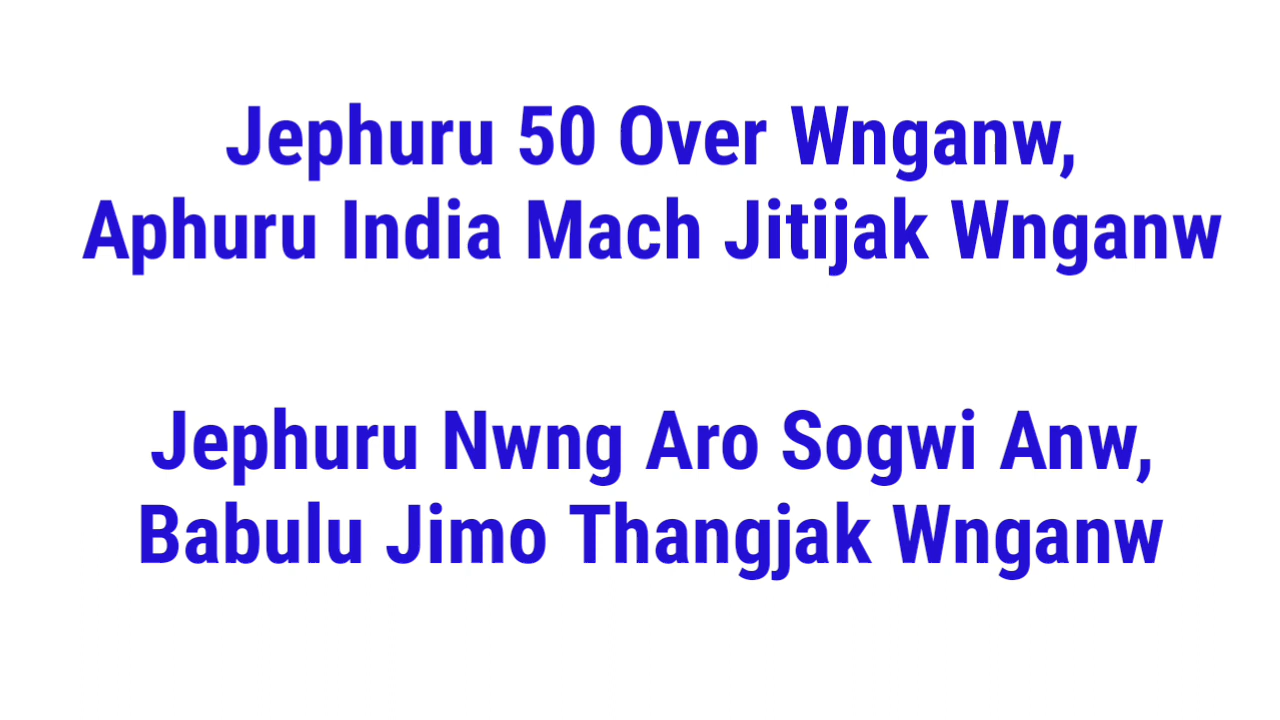 Jephuru 50 Over Wnganw,
Aphuru India Mach Jitijak Wnganw
Jephuru Nwng Aro Sogwi Anw,
Babulu Jimo Thangjak Wnganw